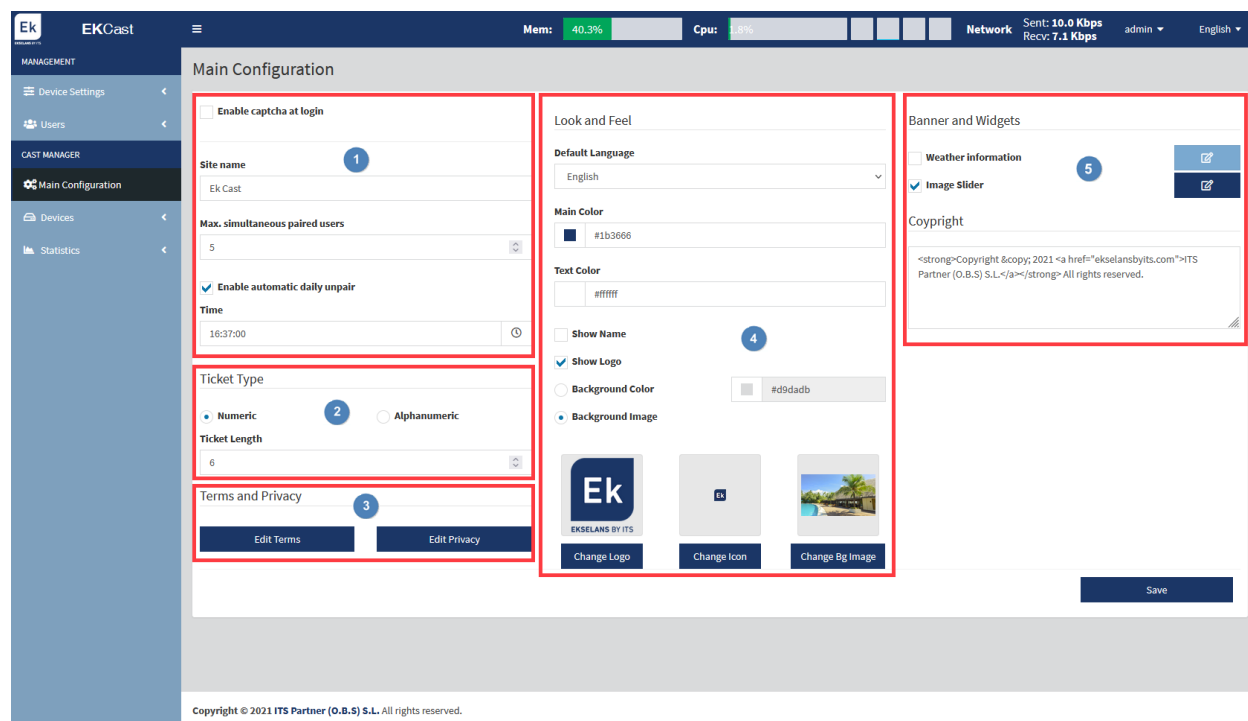 Ek
EKSELANS BY ITS
EKCast
Mem: 40.3%
Cpu: 1.8%
Network
Sent: 10.0 Kbps
Recv: 7.1 Kbps
admin
English
MANAGEMENT
Device Settings
Users
CAST MANAGER
Main Configuration
Devices
Statistics
Main Configuration
Enable captcha at login
1
Site name
Ek Cast
Max. simultaneous paired users
5
Enable automatic daily unpair
Time
16:37:00
Ticket Type
2
Numeric
Alphanumeric
Ticket Length
6
Terms and Privacy
3
Edit Terms
Edit Privacy
Look and Feel
Default Language
English
Main Color
#1b3666
Text Color
#ffffff
4
Show Name
Show Logo
Background Color
#d9dadb
Background Image
Ek
EKSELANS BY ITS
Ek
Change Logo
Change Icon
Change Bg Image
Banner and Widgets
5
Weather information
Image Slider
Coypright
<strong>Copyright &copy; 2021 <a href="ekselansbyits.com">ITS
Partner (O.B.S) S.L.</a></strong> All rights reserved.
Save
Copyright © 2021 ITS Partner (O.B.S) S.L. All rights reserved.